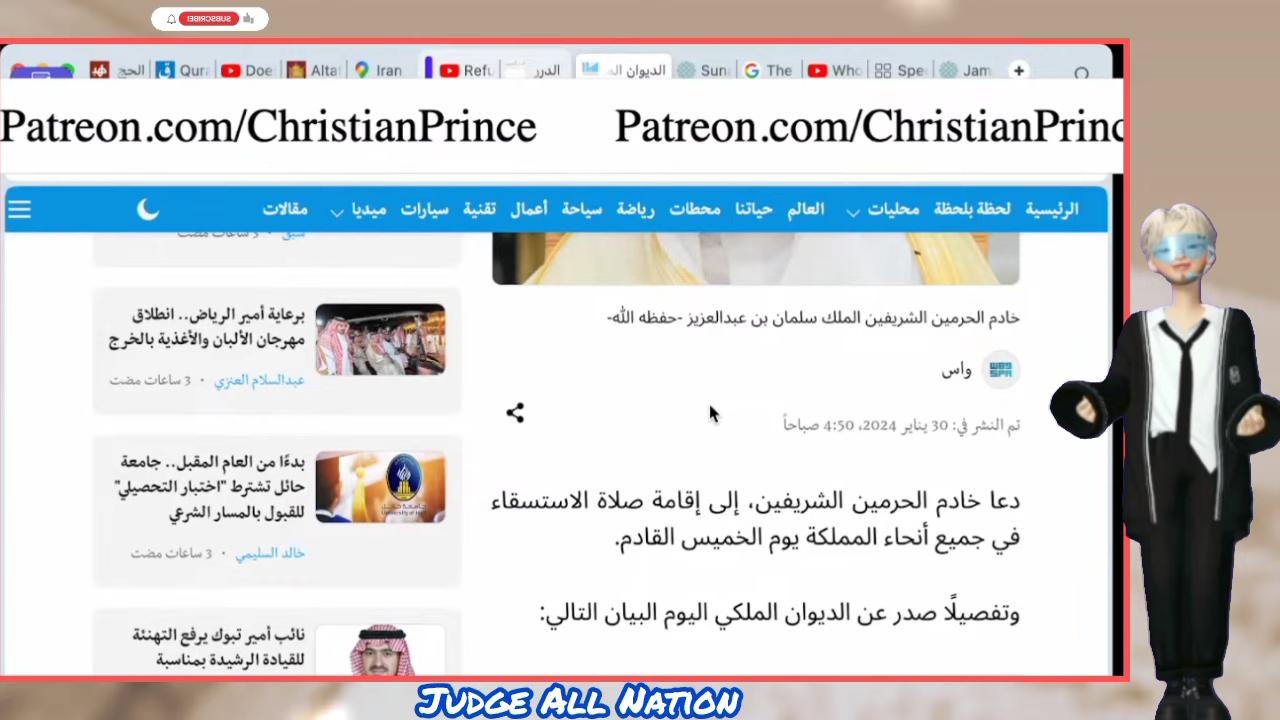 SUBSCRIBE!
الحج
Qur
Doe
Alta
Iran
Refu
الدرر
الديوان الم
Sun
The
Who
Spe
Jam
Patreon.com/ChristianPrince Patreon.com/ChristianPrinc
الرئيسية لحظة بلحظة محليات العالم حياتنا محطات رياضة سياحة أعمال تقنية سيارات ميديا مقالات
سبق • 3 ساعات مضت
خادم الحرمين الشريفين الملك سلمان بن عبدالعزيز -حفظه الله-
واس
تم النشر في: 30 يناير 2024، 4:50 صباحاً
دعا خادم الحرمين الشريفين، إلى إقامة صلاة الاستسقاء
في جميع أنحاء المملكة يوم الخميس القادم.
وتفصيلًا صدر عن الديوان الملكي اليوم البيان التالي:
برعاية أمير الرياض.. انطلاق
مهرجان الألبان والأغذية بالخرج
عبدالسلام العنزي • 3 ساعات مضت
بدءًا من العام المقبل.. جامعة
حائل تشترط "اختبار التحصيلي"
للقبول بالمسار الشرعي
خالد السليمي • 3 ساعات مضت
نائب أمير تبوك يرفع التهنئة
للقيادة الرشيدة بمناسبة
JUDGE ALL NATION